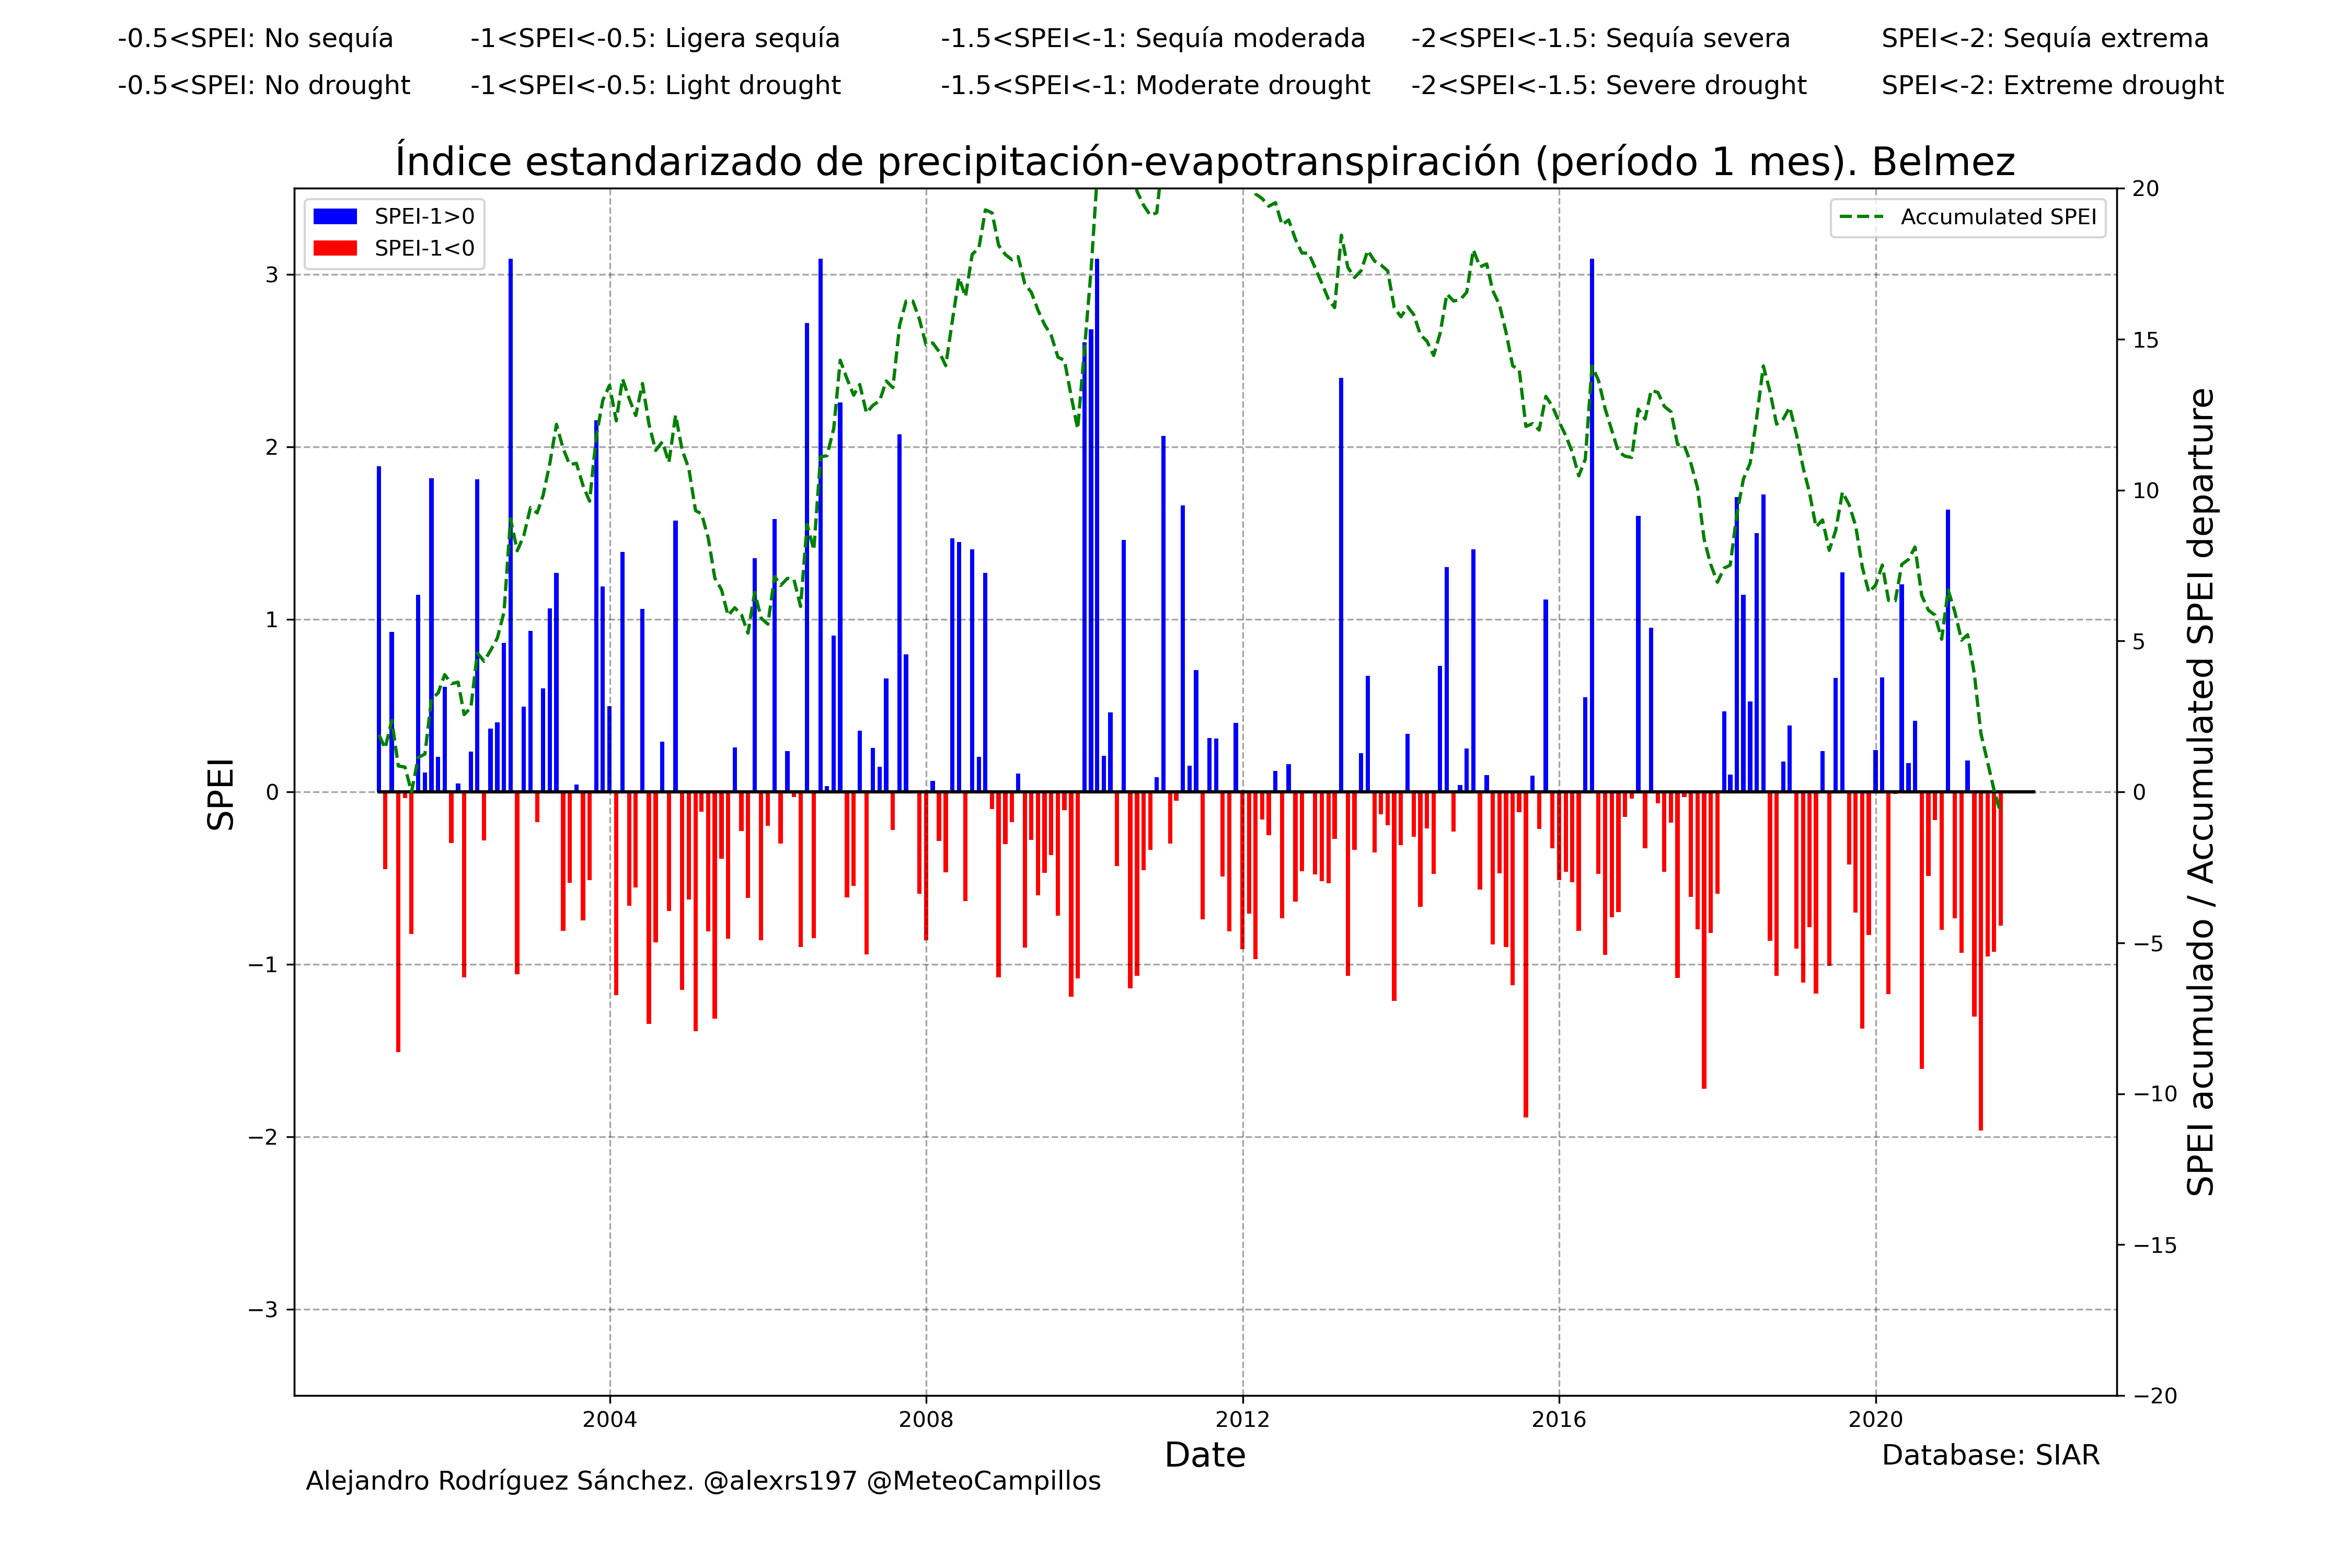 -0.5<SPEI: No sequía -1<SPEI<-0.5: Ligera sequía -1.5<SPEI<-1: Sequía moderada -2<SPEI<-1.5: Sequía severa SPEI<-2: Sequía extrema
-0.5<SPEI: No drought -1<SPEI<-0.5: Light drought -1.5<SPEI<-1: Moderate drought -2<SPEI<-1.5: Severe drought SPEI<-2: Extreme drought
Índice estandarizado de precipitación-evapotranspiración (período 1 mes). Belmez
SPEI-1>0
SPEI-1<0
Accumulated SPEI
SPEI
3
2
1
0
−1
−2
−3
20
15
10
5
0
−5
−10
−15
−20
SPEI acumulado / Accumulated SPEI departure
2004 2008 2012 2016 2020
Date
Database: SIAR
Alejandro Rodríguez Sánchez. @alexrs197 @MeteoCampillos